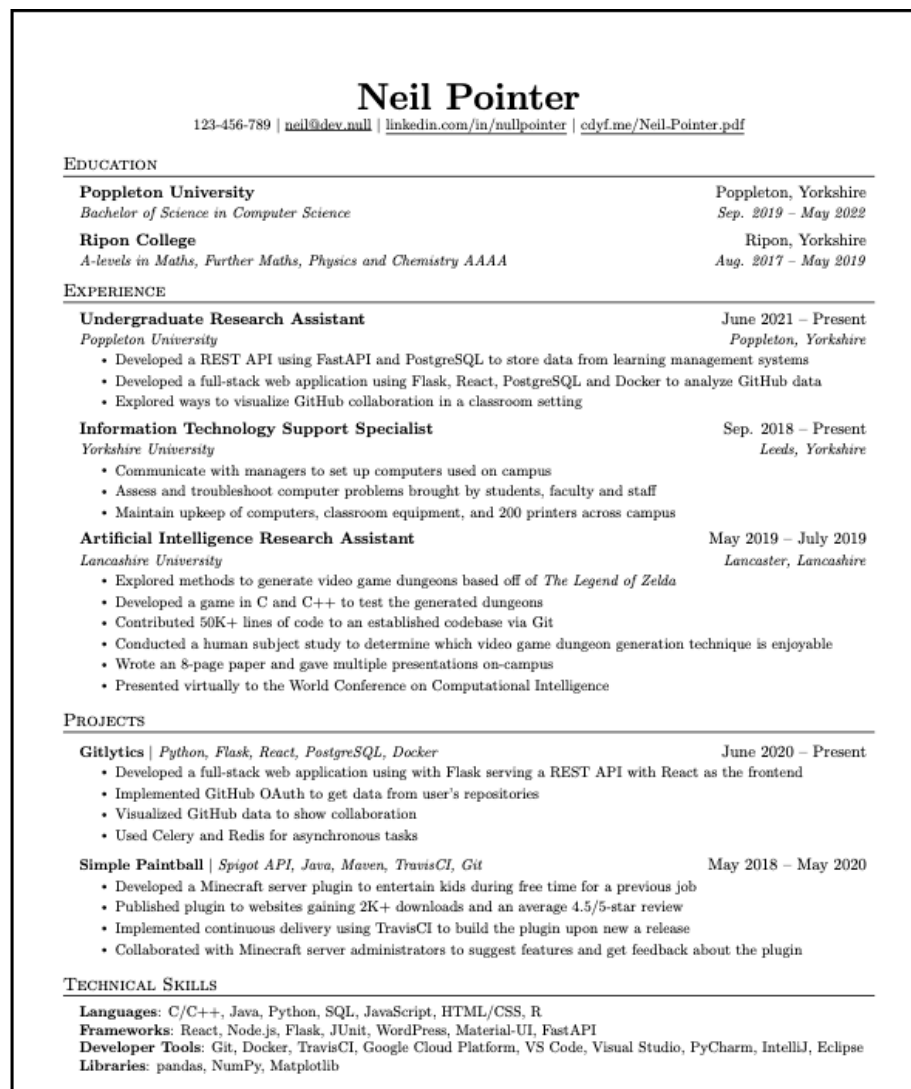 Neil Pointer
123-456-789 | neil@dev.null | linkedin.com/in/nullpointer | cdyf.me/Neil-Pointer.pdf
Education
Poppleton University Poppleton, Yorkshire
Bachelor of Science in Computer Science Sep. 2019 – May 2022
Ripon College Ripon, Yorkshire
A-levels in Maths, Further Maths, Physics and Chemistry AAAA Aug. 2017 – May 2019
Experience
Undergraduate Research Assistant June 2021 – Present
Poppleton University Poppleton, Yorkshire
• Developed a REST API using FastAPI and PostgreSQL to store data from learning management systems
• Developed a full-stack web application using Flask, React, PostgreSQL and Docker to analyze GitHub data
• Explored ways to visualize GitHub collaboration in a classroom setting
Information Technology Support Specialist Sep. 2018 – Present
Yorkshire University Leeds, Yorkshire
• Communicate with managers to set up computers used on campus
• Assess and troubleshoot computer problems brought by students, faculty and staff
• Maintain upkeep of computers, classroom equipment, and 200 printers across campus
Artificial Intelligence Research Assistant May 2019 – July 2019
Lancashire University Lancaster, Lancashire
• Explored methods to generate video game dungeons based off of The Legend of Zelda
• Developed a game in C and C++ to test the generated dungeons
• Contributed 50K+ lines of code to an established codebase via Git
• Conducted a human subject study to determine which video game dungeon generation technique is enjoyable
• Wrote an 8-page paper and gave multiple presentations on-campus
• Presented virtually to the World Conference on Computational Intelligence
Projects
Gitlytics | Python, Flask, React, PostgreSQL, Docker June 2020 – Present
• Developed a full-stack web application using with Flask serving a REST API with React as the frontend
• Implemented GitHub OAuth to get data from user's repositories
• Visualized GitHub data to show collaboration
• Used Celery and Redis for asynchronous tasks
Simple Paintball | Spigot API, Java, Maven, TravisCI, Git May 2018 – May 2020
• Developed a Minecraft server plugin to entertain kids during free time for a previous job
• Published plugin to websites gaining 2K+ downloads and an average 4.5/5-star review
• Implemented continuous delivery using TravisCI to build the plugin upon new a release
• Collaborated with Minecraft server administrators to suggest features and get feedback about the plugin
Technical Skills
Languages: C/C++, Java, Python, SQL, JavaScript, HTML/CSS, R
Frameworks: React, Node.js, Flask, JUnit, WordPress, Material-UI, FastAPI
Developer Tools: Git, Docker, TravisCI, Google Cloud Platform, VS Code, Visual Studio, PyCharm, IntelliJ, Eclipse
Libraries: pandas, NumPy, Matplotlib